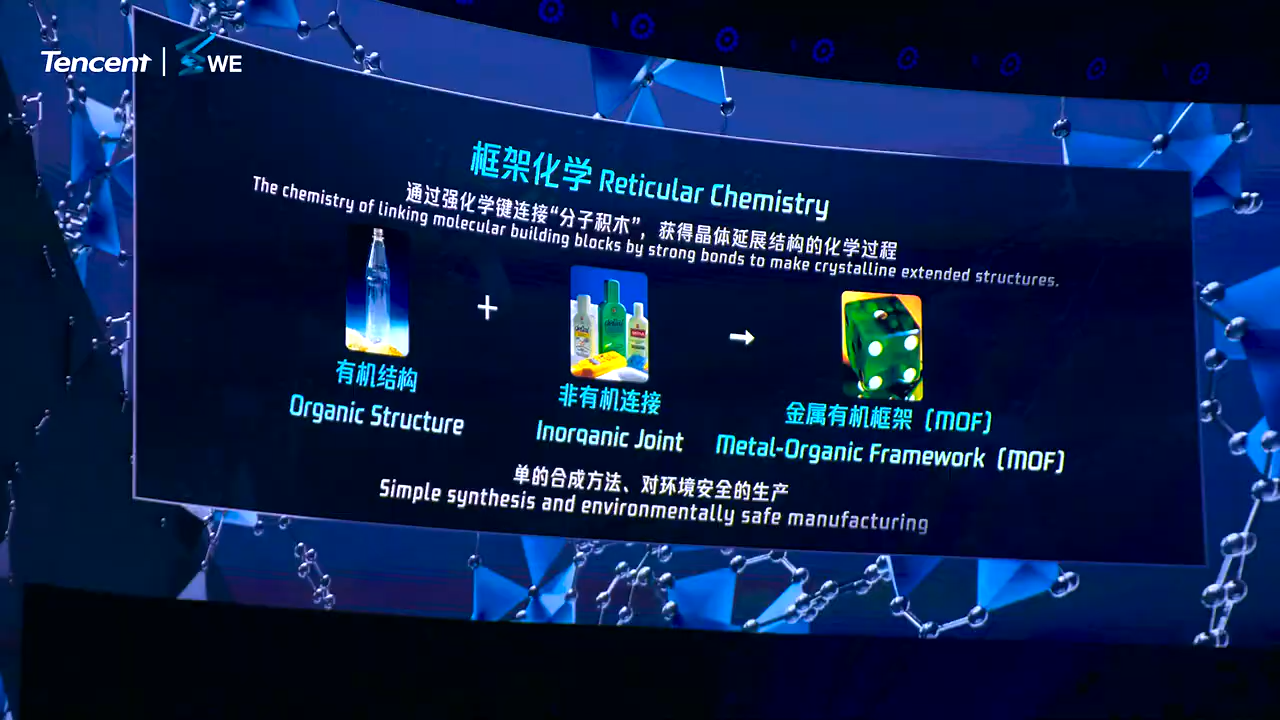 Tencent | WE
框架化学 Reticular Chemistry
通过强化学键连接“分子积木”，获得晶体延展结构的化学过程
The chemistry of linking molecular building blocks by strong bonds to make crystalline extended structures.
+
→
有机结构
Organic Structure
非有机连接
Inorganic Joint
金属有机框架（MOF）
Metal-Organic Framework (MOF)
单的合成方法、对环境安全的生产
Simple synthesis and environmentally safe manufacturing